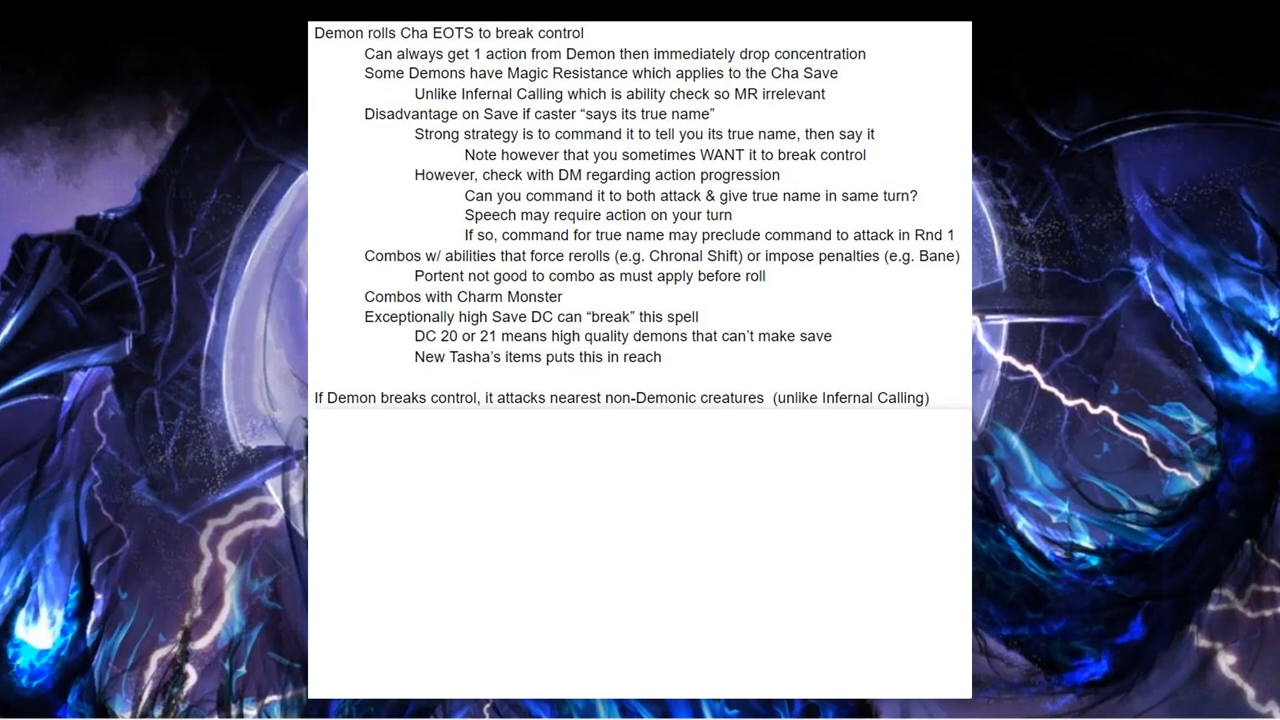 Demon rolls Cha EOTS to break control
Can always get 1 action from Demon then immediately drop concentration
Some Demons have Magic Resistance which applies to the Cha Save
Unlike Infernal Calling which is ability check so MR irrelevant
Disadvantage on Save if caster “says its true name”
Strong strategy is to command it to tell you its true name, then say it
Note however that you sometimes WANT it to break control
However, check with DM regarding action progression
Can you command it to both attack & give true name in same turn?
Speech may require action on your turn
If so, command for true name may preclude command to attack in Rnd 1
Combos w/ abilities that force rerolls (e.g. Chronal Shift) or impose penalties (e.g. Bane)
Portent not good to combo as must apply before roll
Combos with Charm Monster
Exceptionally high Save DC can “break” this spell
DC 20 or 21 means high quality demons that can’t make save
New Tasha’s items puts this in reach
If Demon breaks control, it attacks nearest non-Demonic creatures  (unlike Infernal Calling)